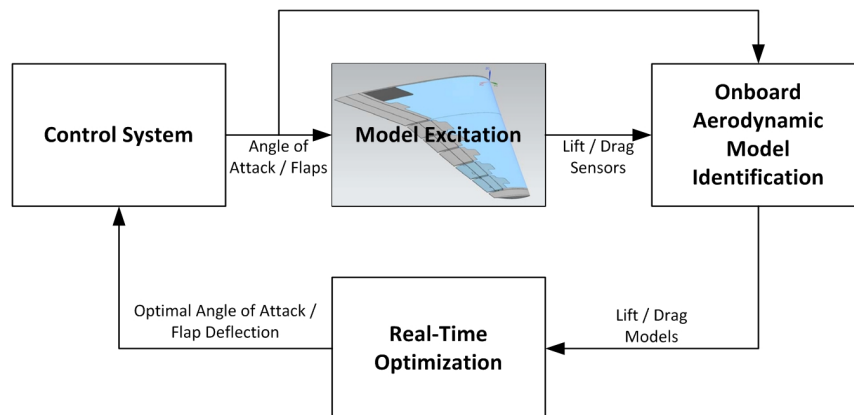 Control System
Angle of
Attack / Flaps
Model Excitation
Lift / Drag
Sensors
Onboard
Aerodynamic
Model
Identification
Optimal Angle of Attack /
Flap Deflection
Real-Time
Optimization
Lift / Drag
Models